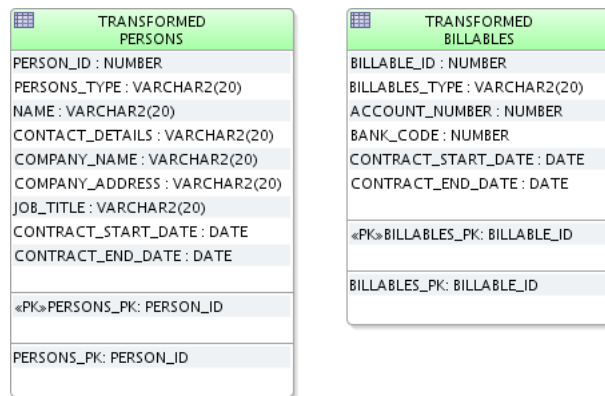 TRANSFORMED
PERSONS
PERSON_ID : NUMBER
PERSONS_TYPE : VARCHAR2(20)
NAME : VARCHAR2(20)
CONTACT_DETAILS : VARCHAR2(20)
COMPANY_NAME : VARCHAR2(20)
COMPANY_ADDRESS : VARCHAR2(20)
JOB_TITLE : VARCHAR2(20)
CONTRACT_START_DATE : DATE
CONTRACT_END_DATE : DATE
«PK»PERSONS_PK: PERSON_ID
PERSONS_PK: PERSON_ID
TRANSFORMED
BILLABLES
BILLABLE_ID : NUMBER
BILLABLES_TYPE : VARCHAR2(20)
ACCOUNT_NUMBER : NUMBER
BANK_CODE : NUMBER
CONTRACT_START_DATE : DATE
CONTRACT_END_DATE : DATE
«PK»BILLABLES_PK: BILLABLE_ID
BILLABLES_PK: BILLABLE_ID